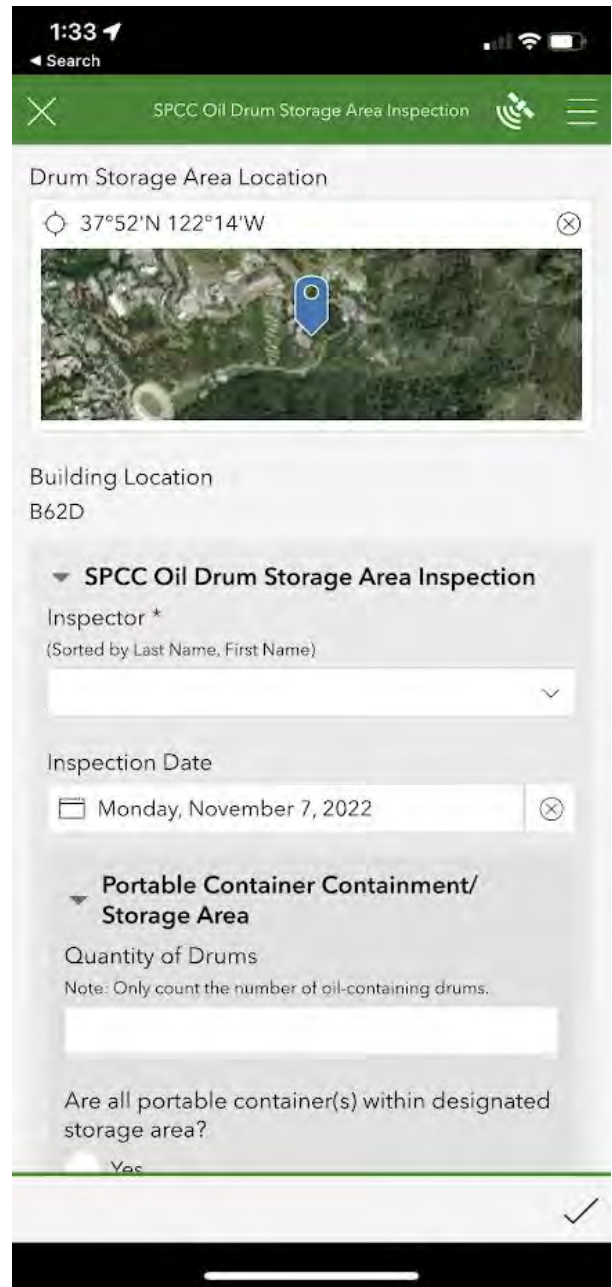 1:33
Search
SPCC Oil Drum Storage Area Inspection
Drum Storage Area Location
37°52'N 122°14'W
Building Location
B62D
SPCC Oil Drum Storage Area Inspection
Inspector *
(Sorted by Last Name, First Name)
Inspection Date
Monday, November 7, 2022
Portable Container Containment/
Storage Area
Quantity of Drums
Note: Only count the number of oil-containing drums.
Are all portable container(s) within designated
storage area?
Yes